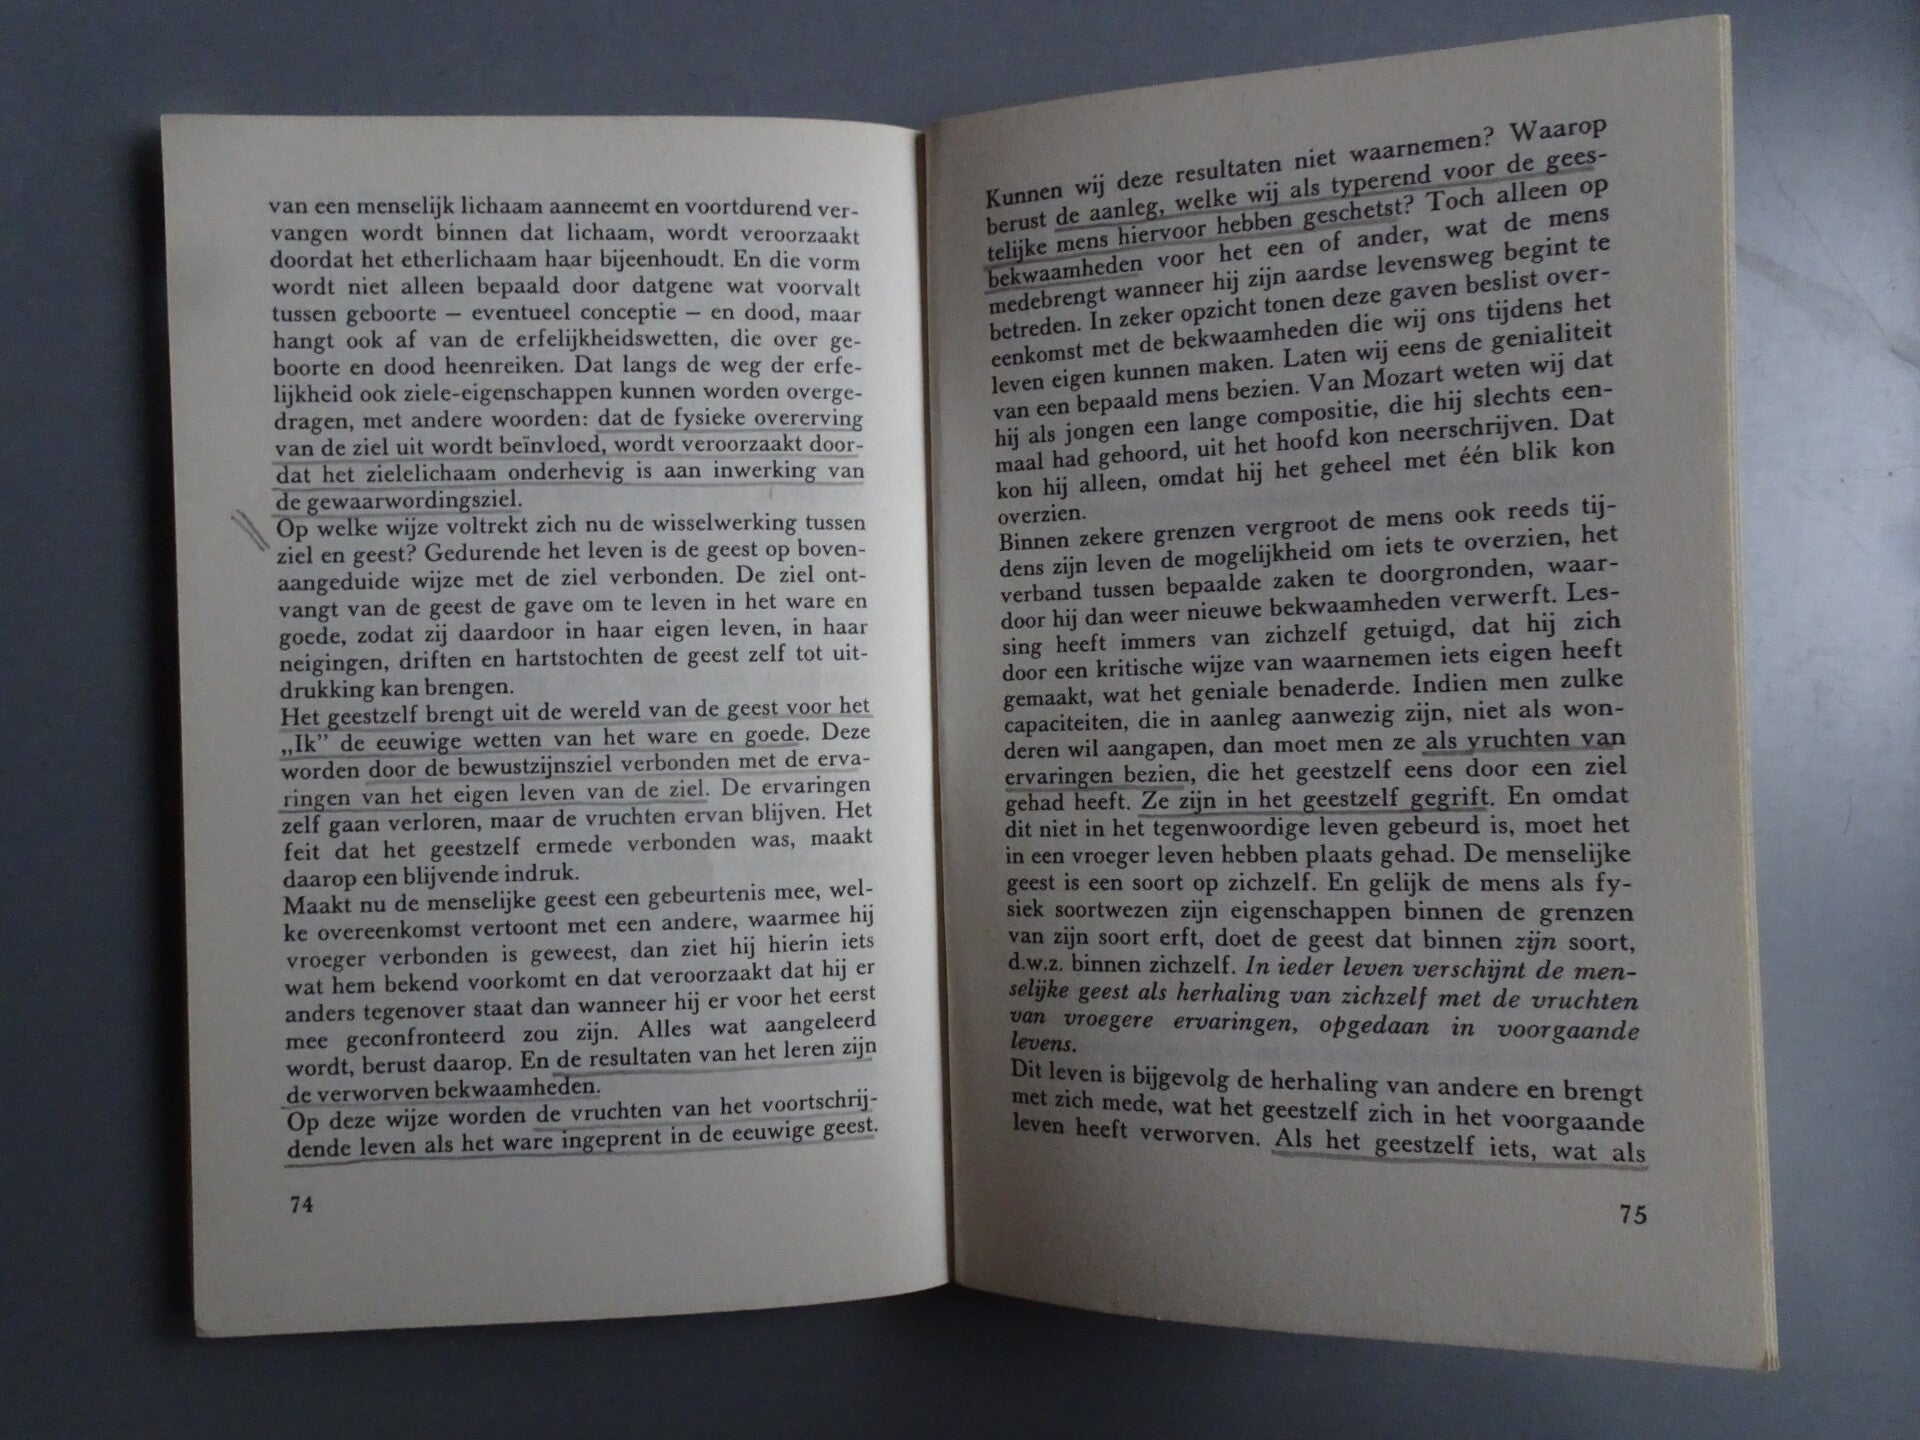 van een menselijk lichaam aanneemt en voortdurend ver-
vangen wordt binnen dat lichaam, wordt veroorzaakt
doordat het etherlichaam haar bijeenhoudt. En die vorm
wordt niet alleen bepaald door datgene wat voorvalt
tussen geboorte — eventueel conceptie — en dood, maar
hangt ook af van de erfelijkheidswetten, die over ge-
boorte en dood heenreiken. Dat langs de weg der erfe-
lijkheid ook ziele-eigenschappen kunnen worden overge-
dragen, met andere woorden: dat de fysieke overerving
van de ziel uit wordt beïnvloed, wordt veroorzaakt door-
dat het zielelichaam onderhevig is aan inwerking van
de gewaarwordingsziel.
Op welke wijze voltrekt zich nu de wisselwerking tussen
ziel en geest? Gedurende het leven is de geest op boven-
aangeduide wijze met de ziel verbonden. De ziel ont-
vangt van de geest de gave om te leven in het ware en
goede, zodat zij daardoor in haar eigen leven, in haar
neigingen, driften en hartstochten de geest zelf tot uit-
drukking kan brengen.
Het geestzelf brengt uit de wereld van de geest voor het
„Ik” de eeuwige wetten van het ware en goede. Deze
worden door de bewustzijnsziel verbonden met de erva-
ringen van het eigen leven van de ziel. De ervaringen
zelf gaan verloren, maar de vruchten ervan blijven. Het
feit dat het geestzelf ermede verbonden was, maakt
daarop een blijvende indruk.
Maakt nu de menselijke geest een gebeurtenis mee, wel-
ke overeenkomst vertoont met een andere, waarmee hij
vroeger verbonden is geweest, dan ziet hij hierin iets
wat hem bekend voorkomt en dat veroorzaakt dat hij er
anders tegenover staat dan wanneer hij er voor het eerst
mee geconfronteerd zou zijn. Alles wat aangeleerd
wordt, berust daarop. En de resultaten van het leren zijn
de verworven bekwaamheden.
Op deze wijze worden de vruchten van het voortschrij-
dende leven als het ware ingeprent in de eeuwige geest.
74
Kunnen wij deze resultaten niet waarnemen? Waarop
berust de aanleg, welke wij als typerend voor de gees-
telijke mens hiervoor hebben geschetst? Toch alleen op
bekwaamheden voor het een of ander, wat de mens
medebrengt wanneer hij zijn aardse levensweg begint te
betreden. In zeker opzicht tonen deze gaven beslist over-
eenkomst met de bekwaamheden die wij ons tijdens het
leven eigen kunnen maken. Laten wij eens de genialiteit
van een bepaald mens bezien. Van Mozart weten wij dat
hij als jongen een lange compositie, die hij slechts een-
maal had gehoord, uit het hoofd kon neerschrijven. Dat
kon hij alleen, omdat hij het geheel met één blik kon
overzien.
Binnen zekere grenzen vergroot de mens ook reeds tij-
dens zijn leven de mogelijkheid om iets te overzien, het
verband tussen bepaalde zaken te doorgronden, waar-
door hij dan weer nieuwe bekwaamheden verwerft. Les-
sing heeft immers van zichzelf getuigd, dat hij zich
door een kritische wijze van waarnemen iets eigen heeft
gemaakt, wat het geniale benaderde. Indien men zulke
capaciteiten, die in aanleg aanwezig zijn, niet als won-
deren wil aangapen, dan moet men ze als vruchten van
ervaringen bezien, die het geestzelf eens door een ziel
gehad heeft. Ze zijn in het geestzelf gegrift. En omdat
dit niet in het tegenwoordige leven gebeurd is, moet het
in een vroeger leven hebben plaats gehad. De menselijke
geest is een soort op zichzelf. En gelijk de mens als fy-
siek soortwezen zijn eigenschappen binnen de grenzen
van zijn soort erft, doet de geest dat binnen zijn soort,
d.w.z. binnen zichzelf. In ieder leven verschijnt de men-
selijke geest als herhaling van zichzelf met de vruchten
van vroegere ervaringen, opgedaan in voorgaande
levens.
Dit leven is bijgevolg de herhaling van andere en brengt
met zich mede, wat het geestzelf zich in het voorgaande
leven heeft verworven. Als het geestzelf iets, wat als
75